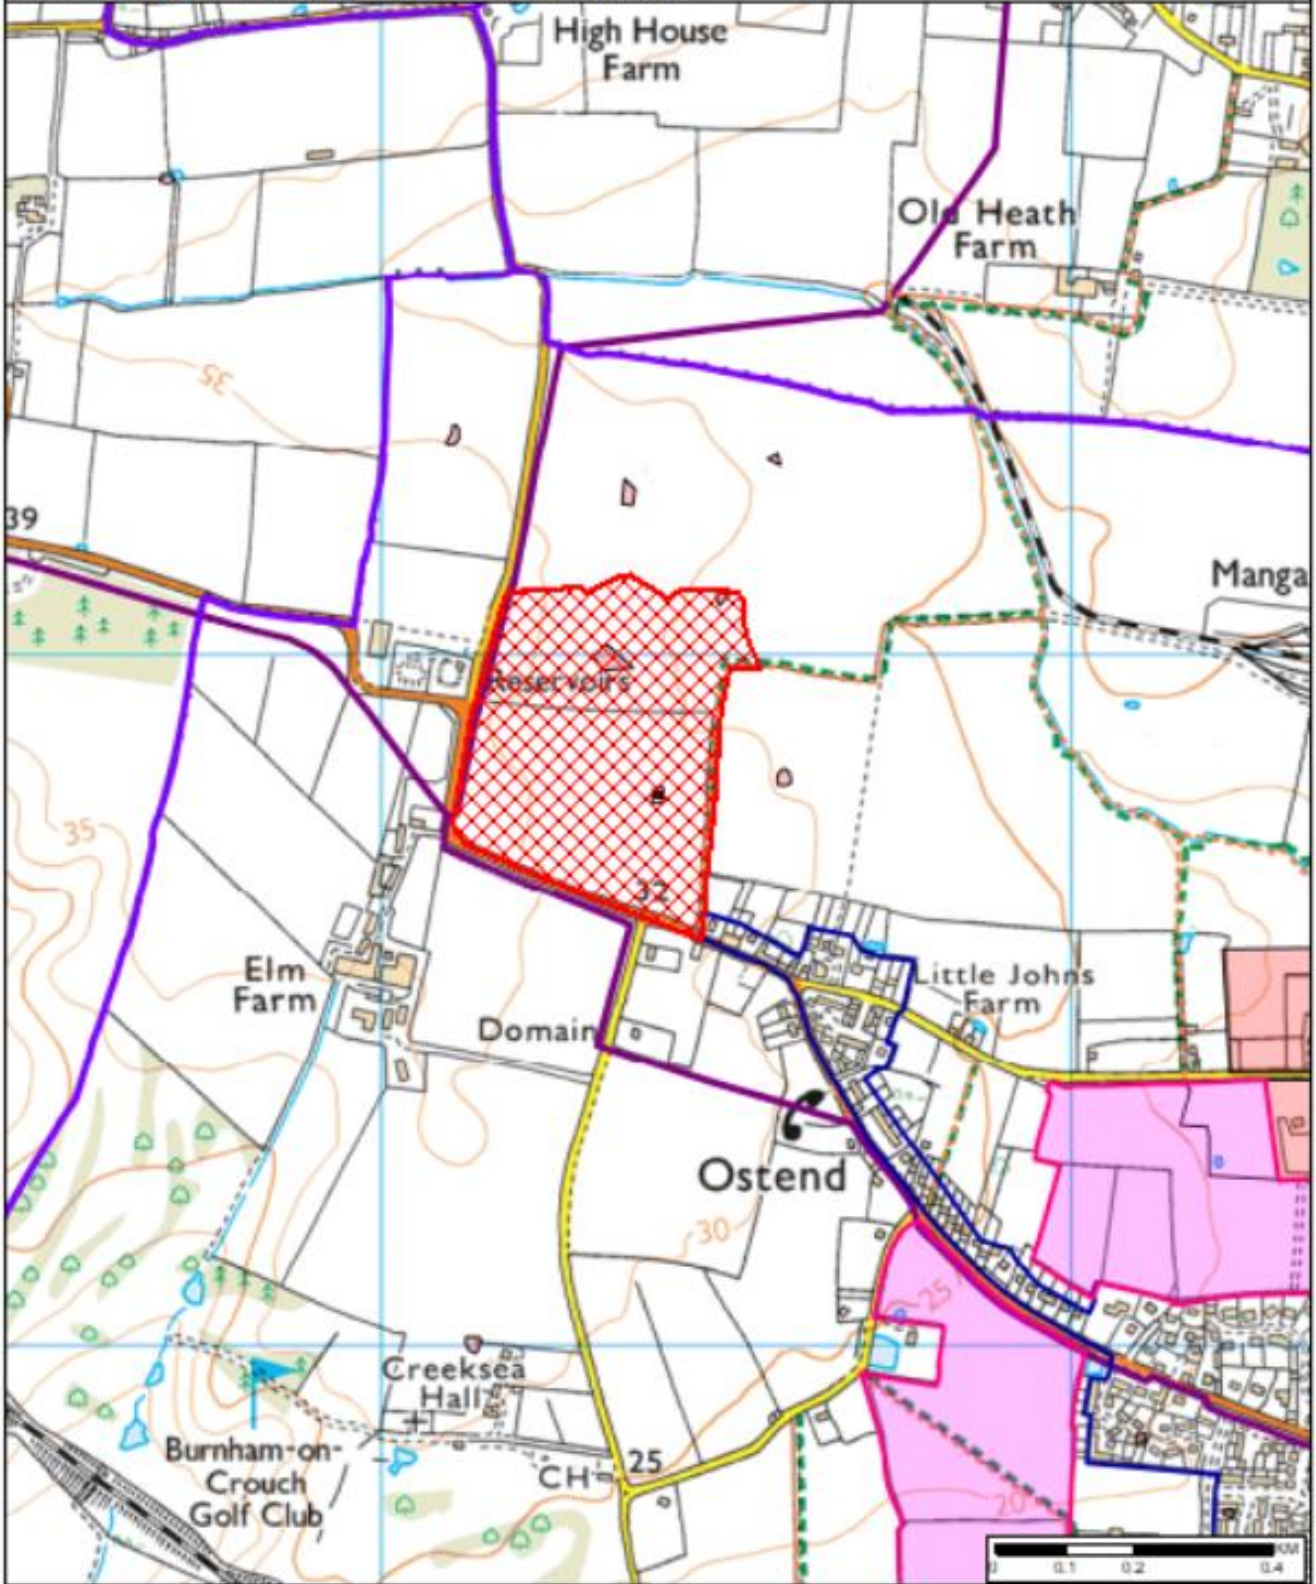 High House
Farm
Old Heath
Farm
35
39
Manga
Reservoirs
35
32
Elm
Farm
Little Johns
Farm
Domain
Ostend
30
25
Creeksea
Hall
Burnham-on-
Crouch
Golf Club
CH
25
20
KM
0 0.1 0.2 0.4